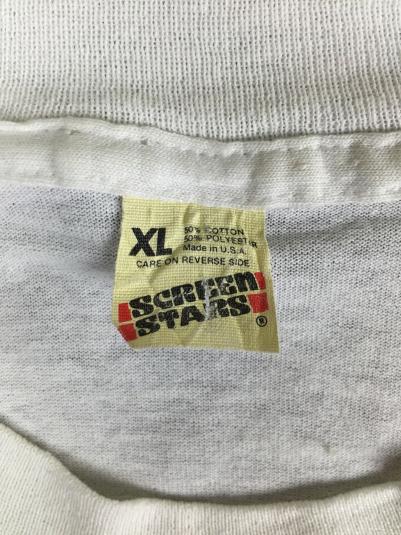 XL
50% COTTON
50% POLYESTER
Made in U.S.A.
CARE ON REVERSE SIDE
SCREEN
STARS®